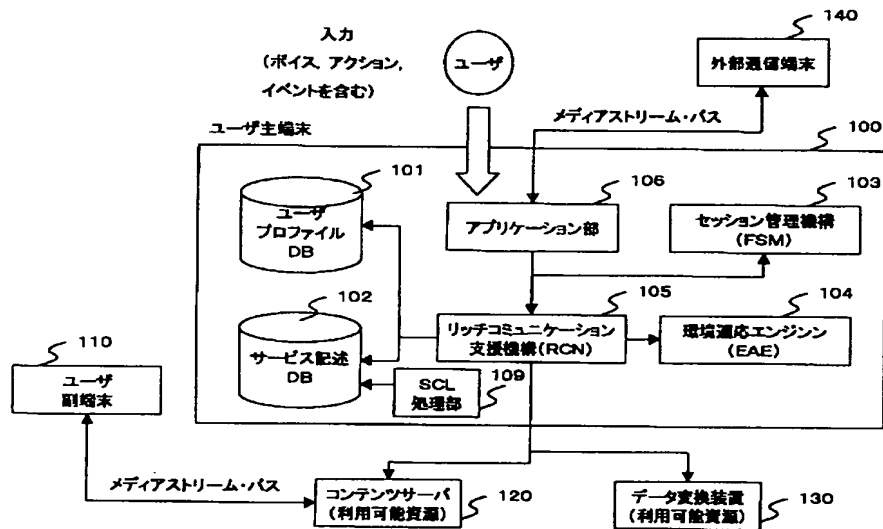 入力
(ボイス、アクション、
イベントを含む)
ユーザ
140
外部通信端末
メディアストリーム・パス
ユーザ主端末
100
101
ユーザ
プロファイル
DB
106
アプリケーション部
103
セッション管理機構
(FSM)
102
サービス記述
DB
105
リッチコミュニケーション
支援機構(RCN)
104
環境適応エンジンン
(EAE)
110
ユーザ
副端末
SCL
処理部
109
メディアストリーム・パス
コンテンツサーバ
(利用可能資源)
120
データ変換装置
(利用可能資源)
130